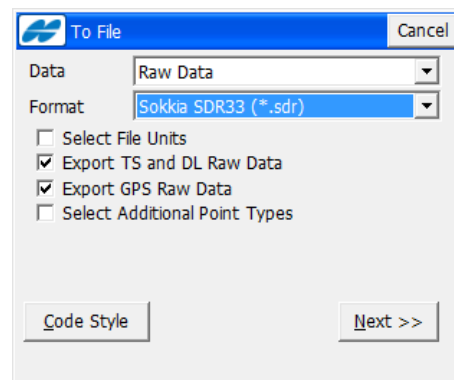 To File Cancel
Data Raw Data
Format Sokkia SDR33 (*.sdr)
Select File Units
Export TS and DL Raw Data
Export GPS Raw Data
Select Additional Point Types
Code Style Next >>